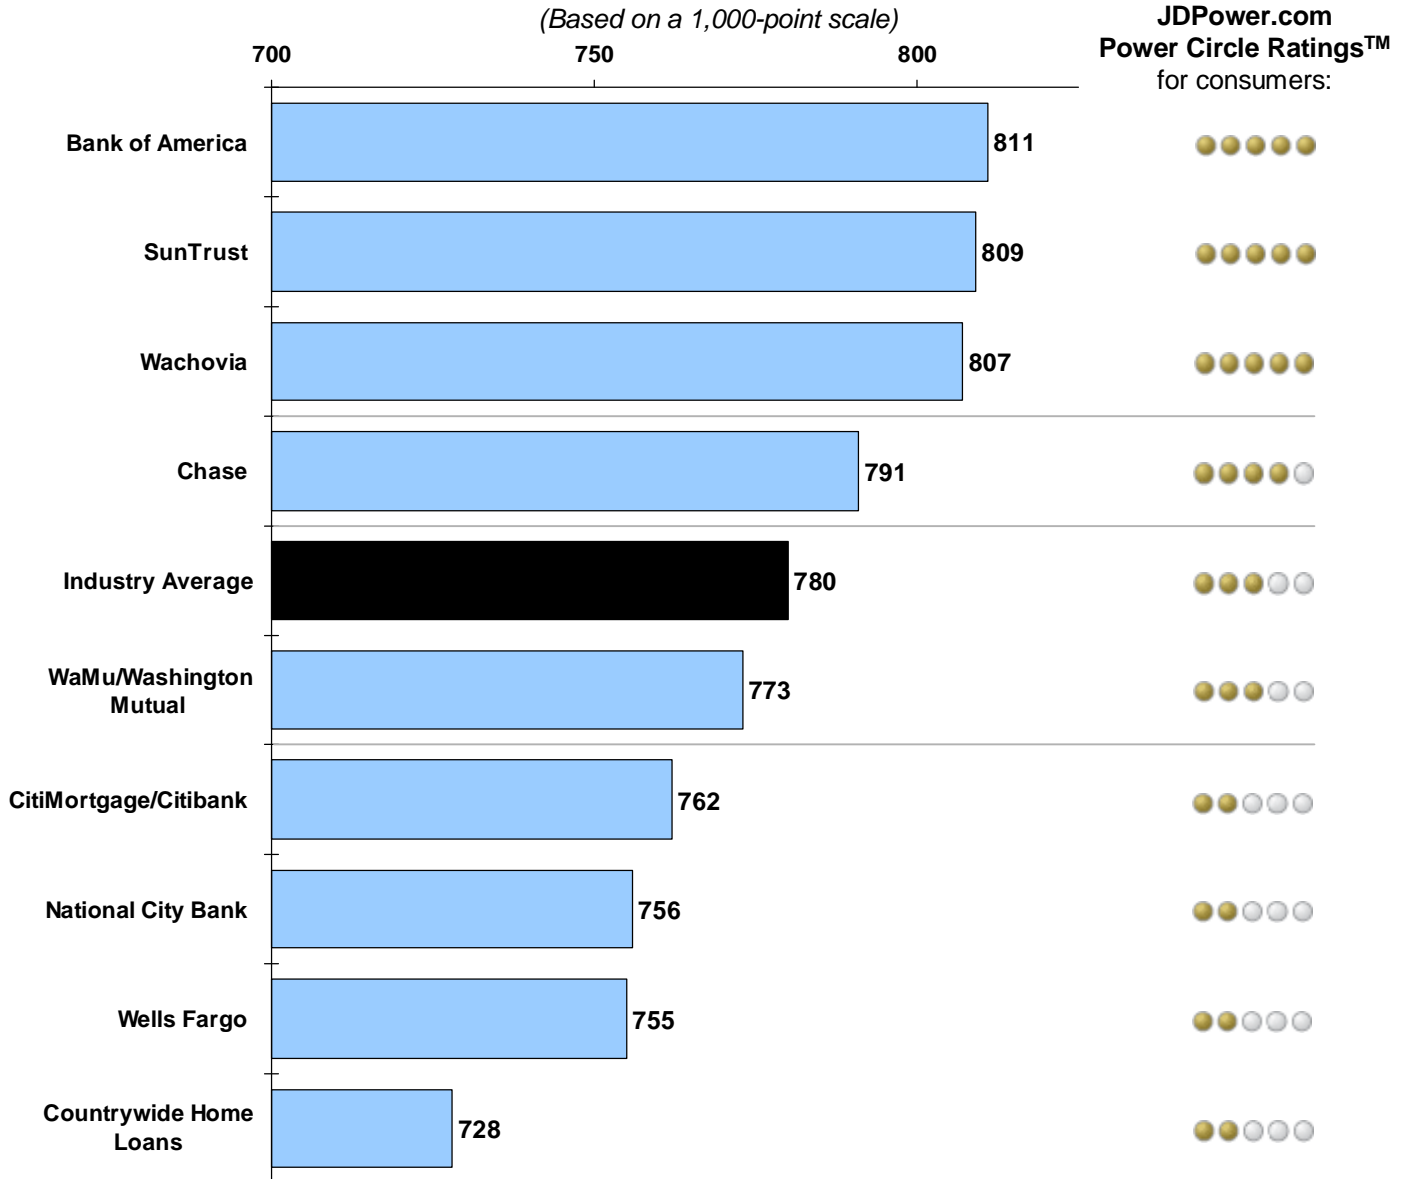 (Based on a 1,000-point scale)
JDPower.com
Power Circle Ratings™
for consumers:
700 750 800
Bank of America 811
SunTrust 809
Wachovia 807
Chase 791
Industry Average 780
WaMu/Washington
Mutual 773
CitiMortgage/Citibank 762
National City Bank 756
Wells Fargo 755
Countrywide Home
Loans 728